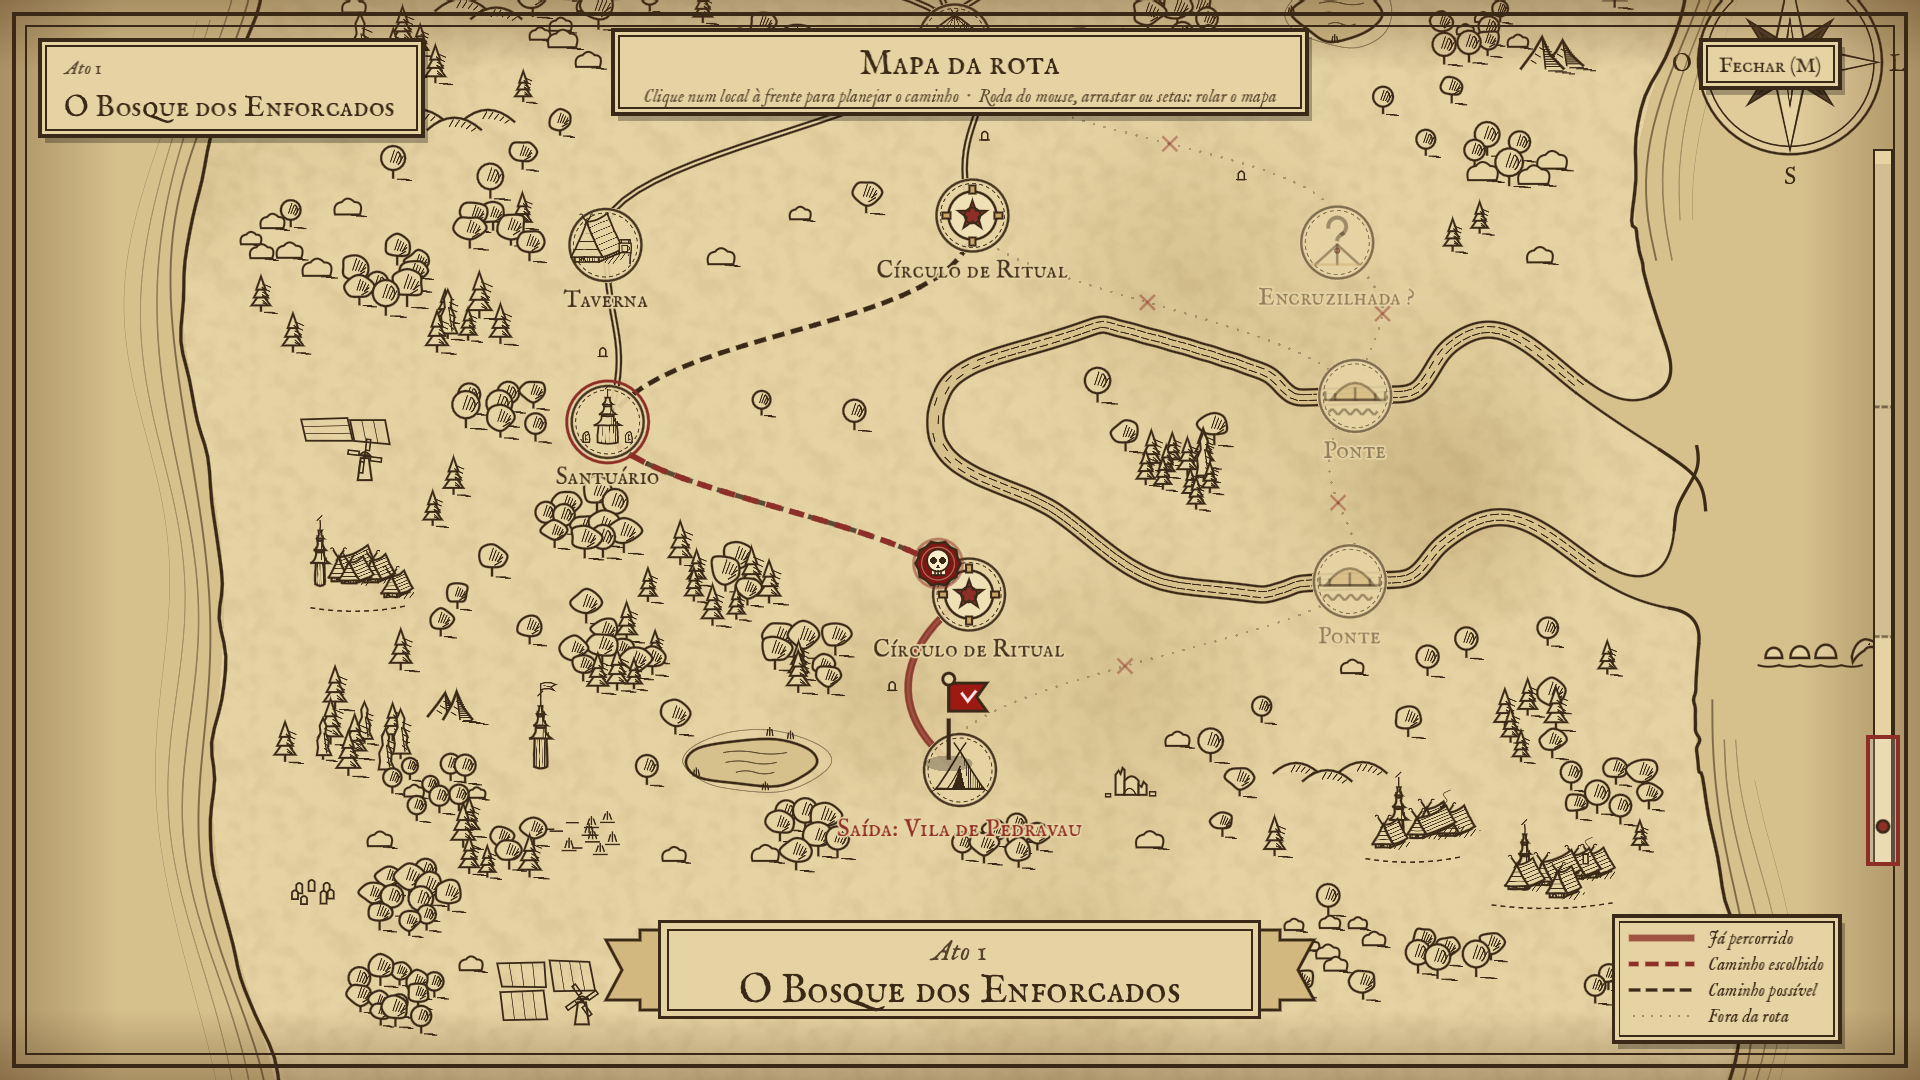 Ato 1
O Bosque dos Enforcados
Mapa da rota
Clique num local à frente para planejar o caminho · Roda do mouse, arrastar ou setas: rolar o mapa
O
Fechar (M)
L
S
Círculo de Ritual
Taverna
Encruzilhada ?
Ponte
Santuário
Ponte
Círculo de Ritual
Saída: Vila de Pedravau
Ato 1
O Bosque dos Enforcados
Já percorrido
Caminho escolhido
Caminho possível
Fora da rota